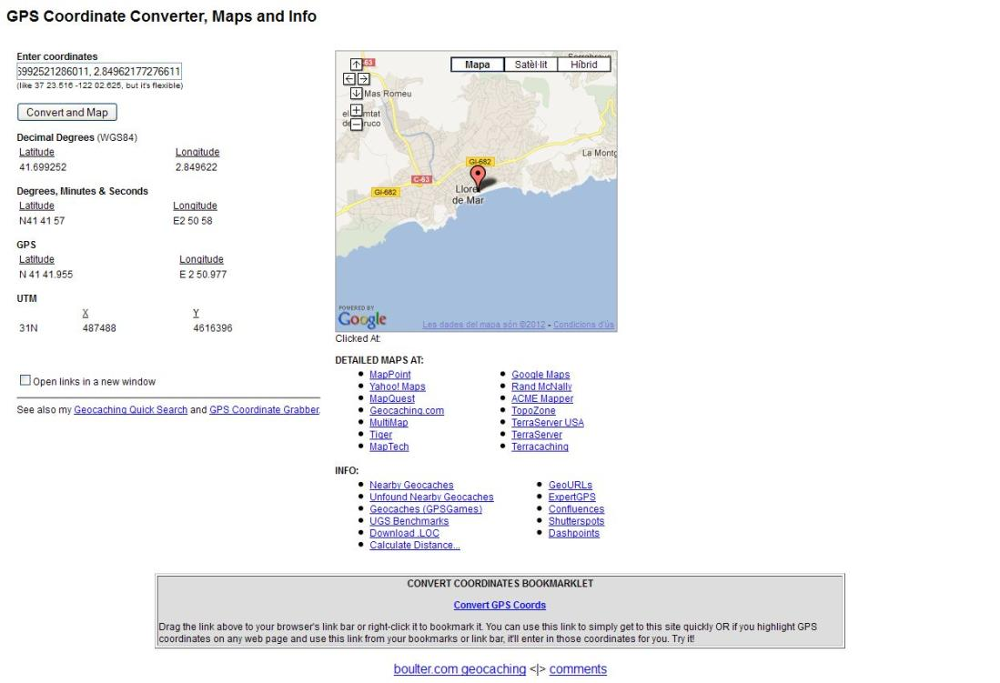 GPS Coordinate Converter, Maps and Info
Enter coordinates
6992521286011, 2.84962177276611
(like 37 23.516 -122 02.625, but it's flexible)
Convert and Map
Decimal Degrees (WGS84)
Latitude Longitude
41.699252 2.849622
Degrees, Minutes & Seconds
Latitude Longitude
N41 41 57 E2 50 58
GPS
Latitude Longitude
N 41 41.955 E 2 50.977
UTM
X Y
31N 487488 4616396
Open links in a new window
See also my Geocaching Quick Search and GPS Coordinate Grabber.
Mapa Satèl·lit Híbrid
63
Mas Romeu
La Montg
GI-682
C-63
GI-682
Lloret
de Mar
POWERED BY
Google
Les dades del mapa són ©2012 - Condicions d'ús
Clicked At:
DETAILED MAPS AT:
MapPoint
Yahoo! Maps
MapQuest
Geocaching.com
MultiMap
Tiger
MapTech
Google Maps
Rand McNally
ACME Mapper
TopoZone
TerraServer USA
TerraServer
Terracaching
INFO:
Nearby Geocaches
Unfound Nearby Geocaches
Geocaches (GPSGames)
UGS Benchmarks
Download .LOC
Calculate Distance...
GeoURLs
ExpertGPS
Confluences
Shutterspots
Dashpoints
CONVERT COORDINATES BOOKMARKLET
Convert GPS Coords
Drag the link above to your browser's link bar or right-click it to bookmark it. You can use this link to simply get to this site quickly OR if you highlight GPS
coordinates on any web page and use this link from your bookmarks or link bar, it'll enter in those coordinates for you. Try it!
boulter.com geocaching <|> comments